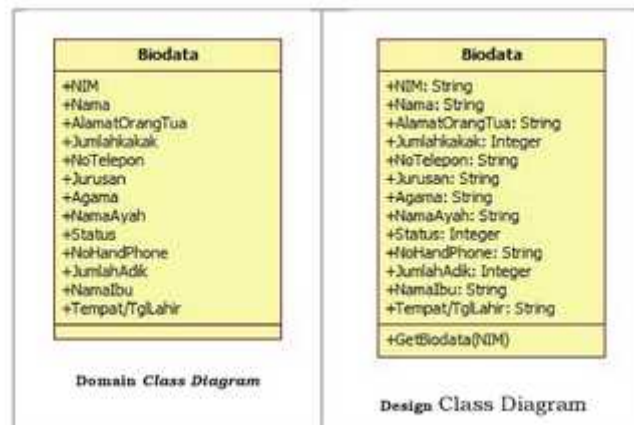 Biodata
+NIM
+Nama
+AlamatOrangTua
+Jumlahkakak
+NoTelepon
+Jurusan
+Agama
+NamaAyah
+Status
+NoHandPhone
+JumlahAdik
+NamaIbu
+Tempat/TglLahir
Domain Class Diagram
Biodata
+NIM: String
+Nama: String
+AlamatOrangTua: String
+Jumlahkakak: Integer
+NoTelepon: String
+Jurusan: String
+Agama: String
+NamaAyah: String
+Status: Integer
+NoHandPhone: String
+JumlahAdik: Integer
+NamaIbu: String
+Tempat/TglLahir: String
+GetBiodata(NIM)
Design Class Diagram